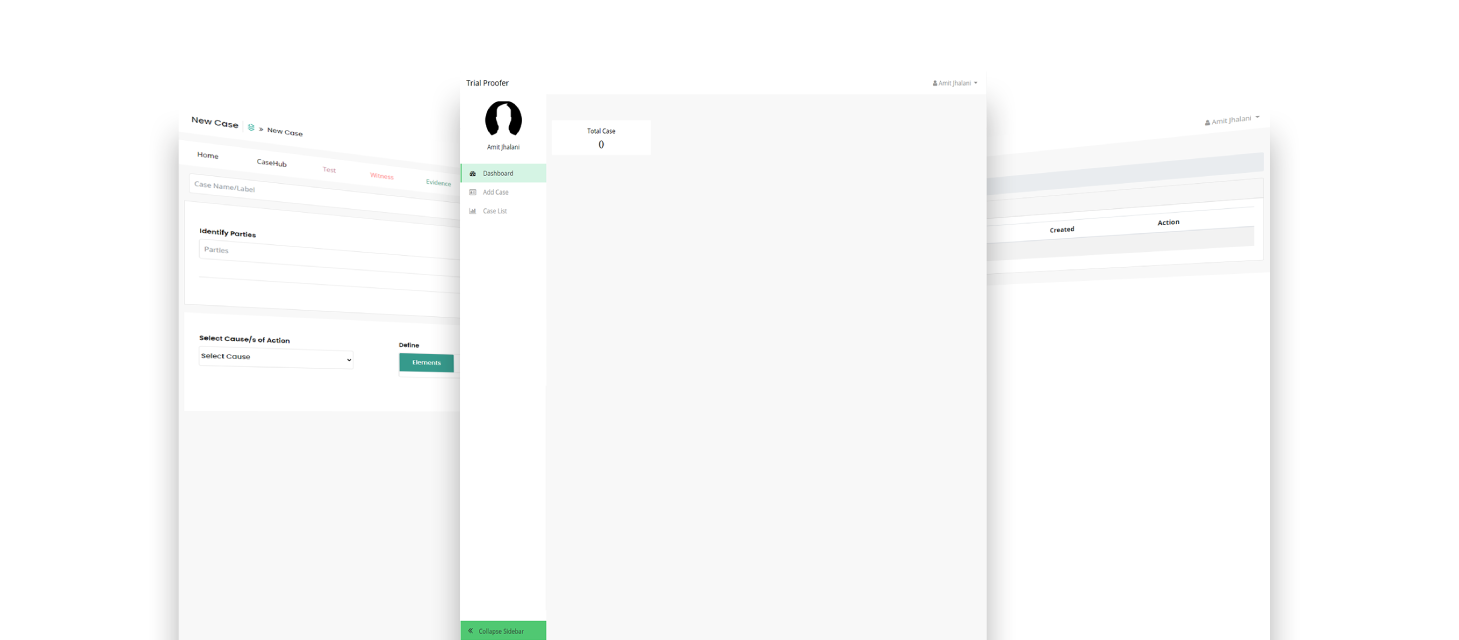 New Case » New Case
Home CaseHub Test Witness Evidence
Case Name/Label
Identify Parties
Parties
Select Cause/s of Action
Select Cause
Define
Elements
Trial Proofer
Amit Jhalani
Amit Jhalani
Dashboard
Add Case
Case List
Total Case
0
Collapse Sidebar
Amit Jhalani
Created Action